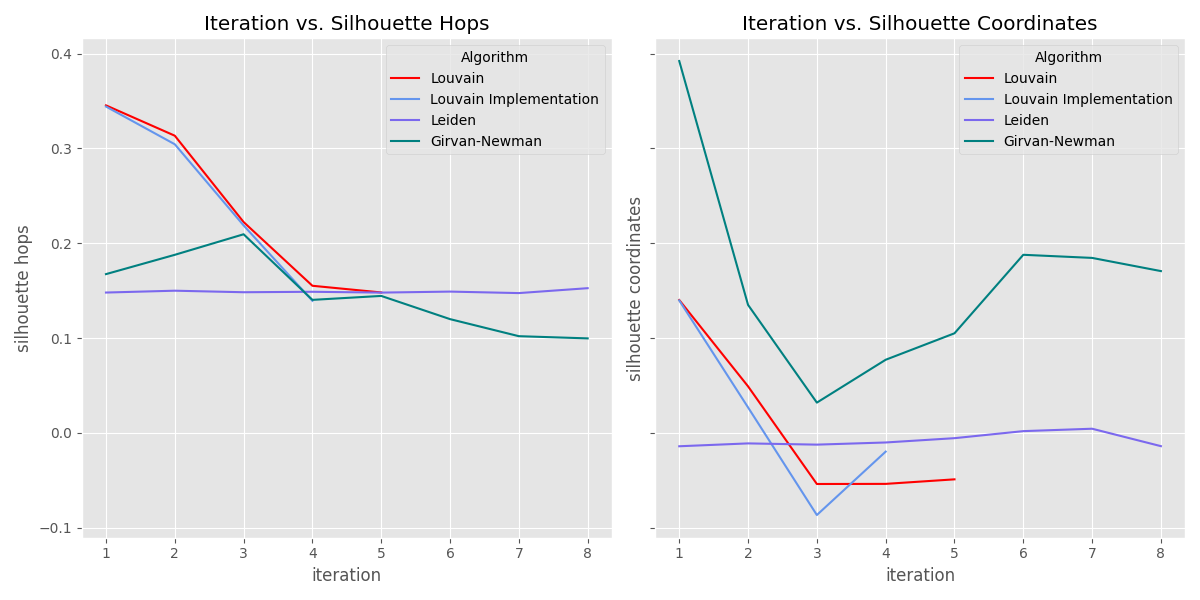 Iteration vs. Silhouette Hops
silhouette hops
0.4
0.3
0.2
0.1
0.0
−0.1
Algorithm
Louvain
Louvain Implementation
Leiden
Girvan-Newman
1 2 3 4 5 6 7 8
iteration
Iteration vs. Silhouette Coordinates
silhouette coordinates
Algorithm
Louvain
Louvain Implementation
Leiden
Girvan-Newman
1 2 3 4 5 6 7 8
iteration